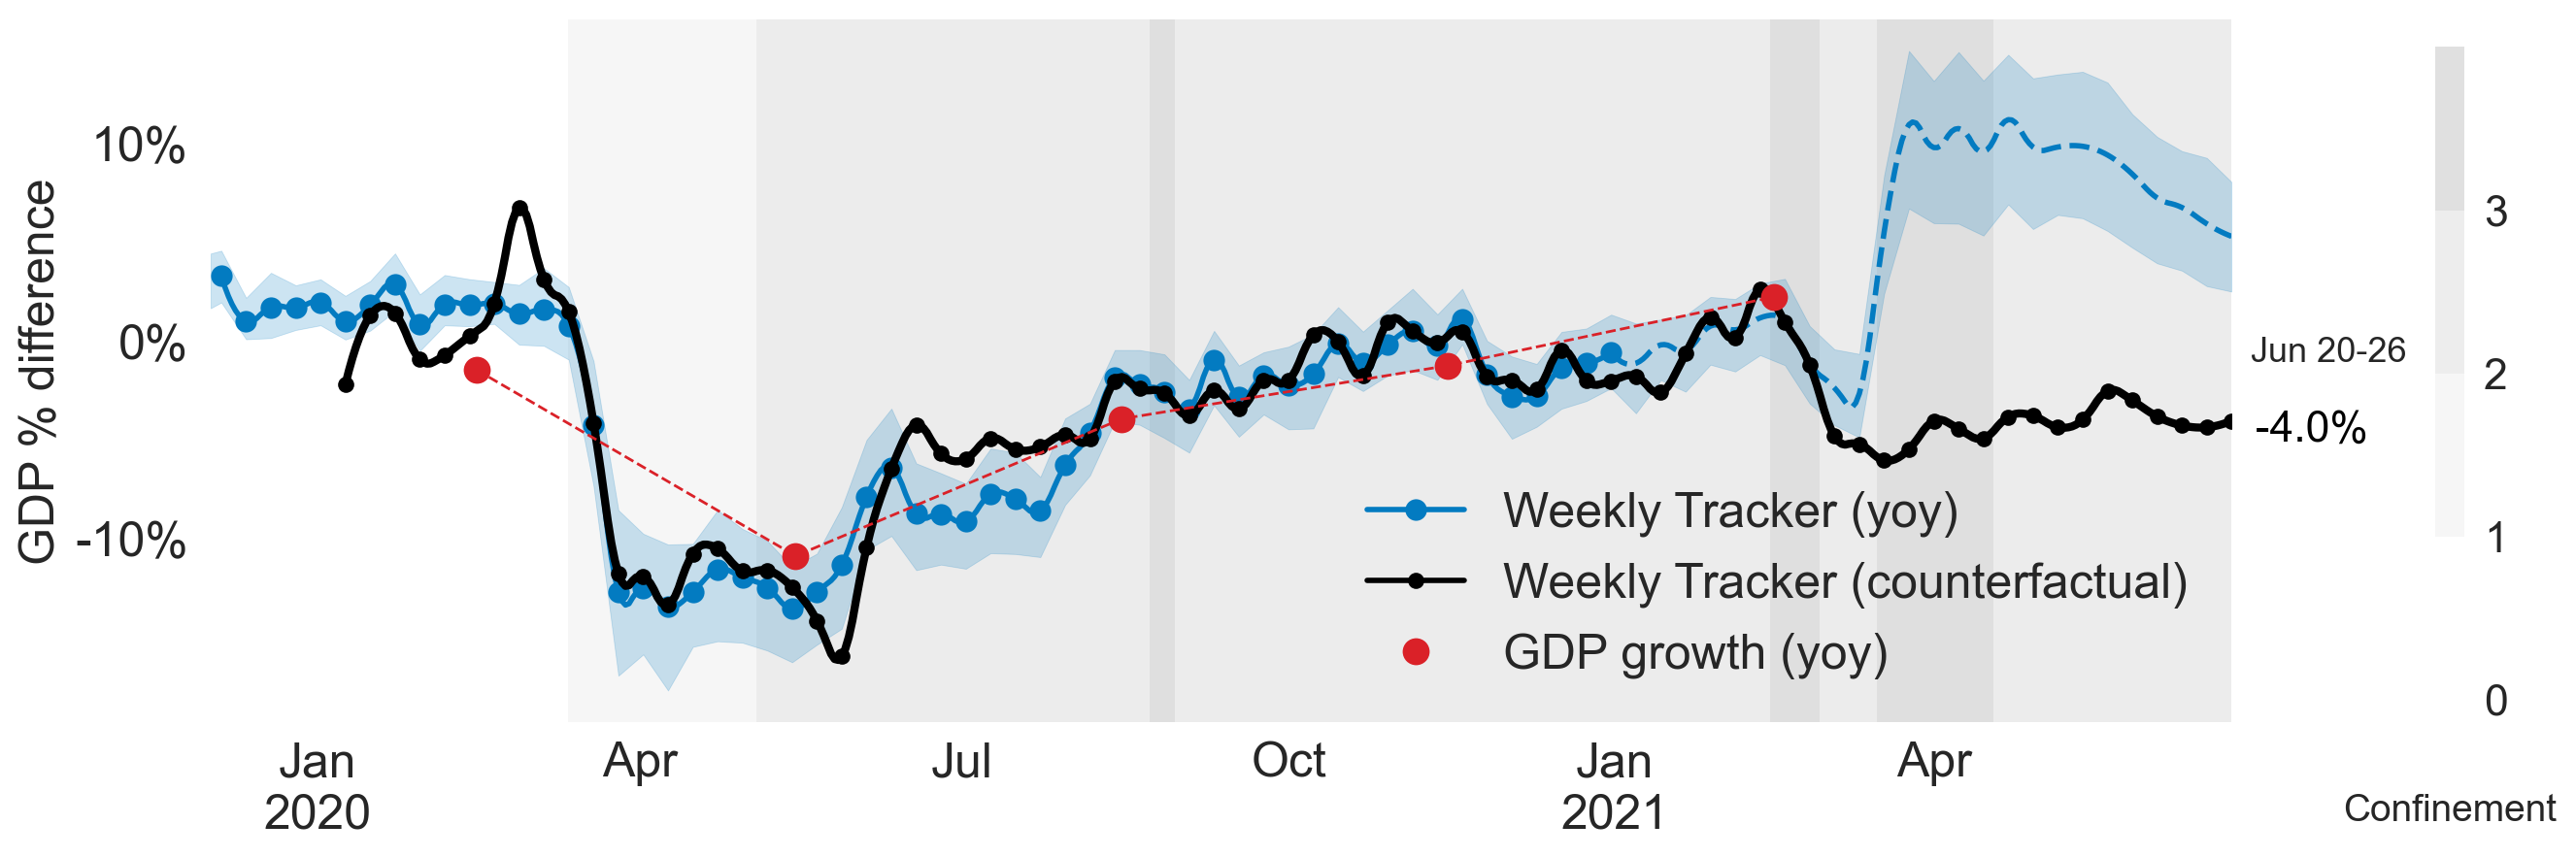 GDP % difference
10%
0%
-10%
Jan
2020
Apr
Jul
Oct
Jan
2021
Apr
Weekly Tracker (yoy)
Weekly Tracker (counterfactual)
GDP growth (yoy)
Jun 20-26
-4.0%
3
2
1
0
Confinement